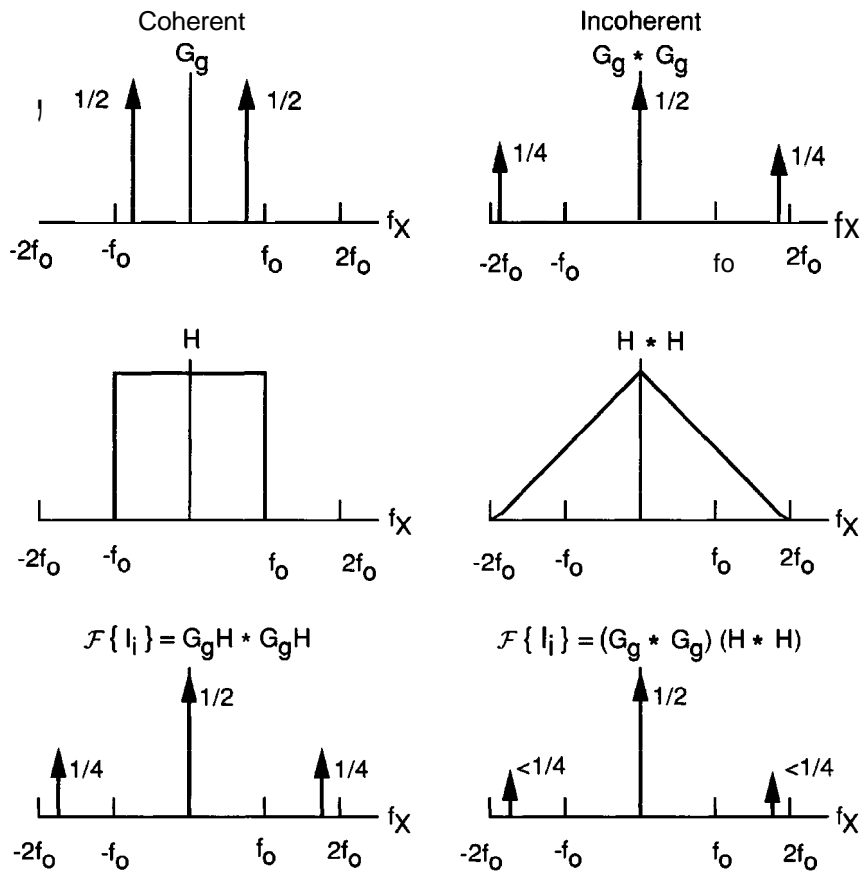 Coherent
Incoherent
G_g
G_g * G_g
1/2
1/2
1/2
1/4
1/4
-2f_o -f_o f_o 2f_o f_X
-2f_o -f_o fo 2f_o f_X
H
H * H
-2f_o -f_o f_o 2f_o f_X
-2f_o -f_o f_o 2f_o f_X
ℱ{ I_i } = G_gH * G_gH
ℱ{ I_i } = (G_g * G_g) (H * H)
1/2
1/4
1/4
1/2
<1/4
<1/4
-2f_o -f_o f_o 2f_o f_X
-2f_o -f_o f_o 2f_o f_X